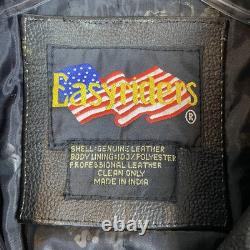 Easyriders
®
SHELL:GENUINE LEATHER
BODY LINING=100%POLYESTER
PROFESSIONAL LEATHER
CLEAN ONLY
MADE IN INDIA